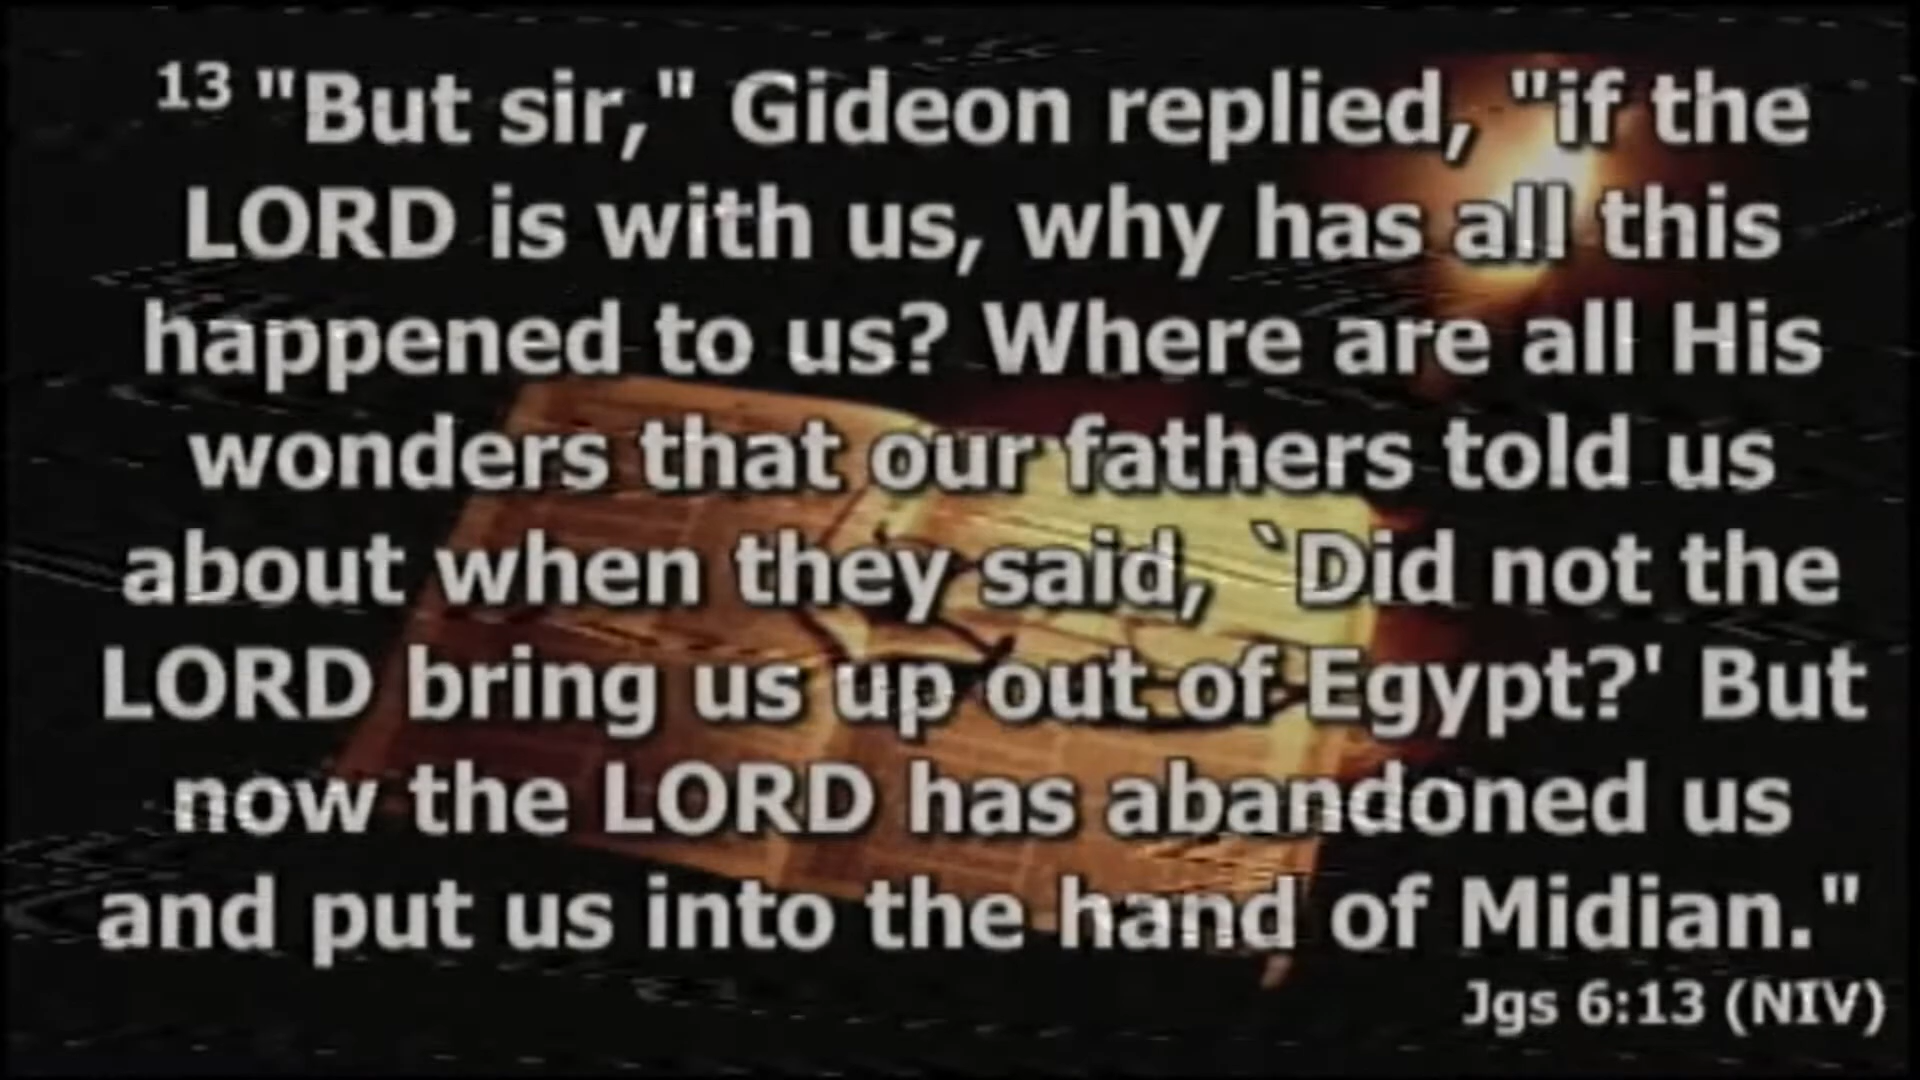 13 "But sir," Gideon replied, "if the
LORD is with us, why has all this
happened to us? Where are all His
wonders that our fathers told us
about when they said, `Did not the
LORD bring us up out of Egypt?' But
now the LORD has abandoned us
and put us into the hand of Midian."
Jgs 6:13 (NIV)